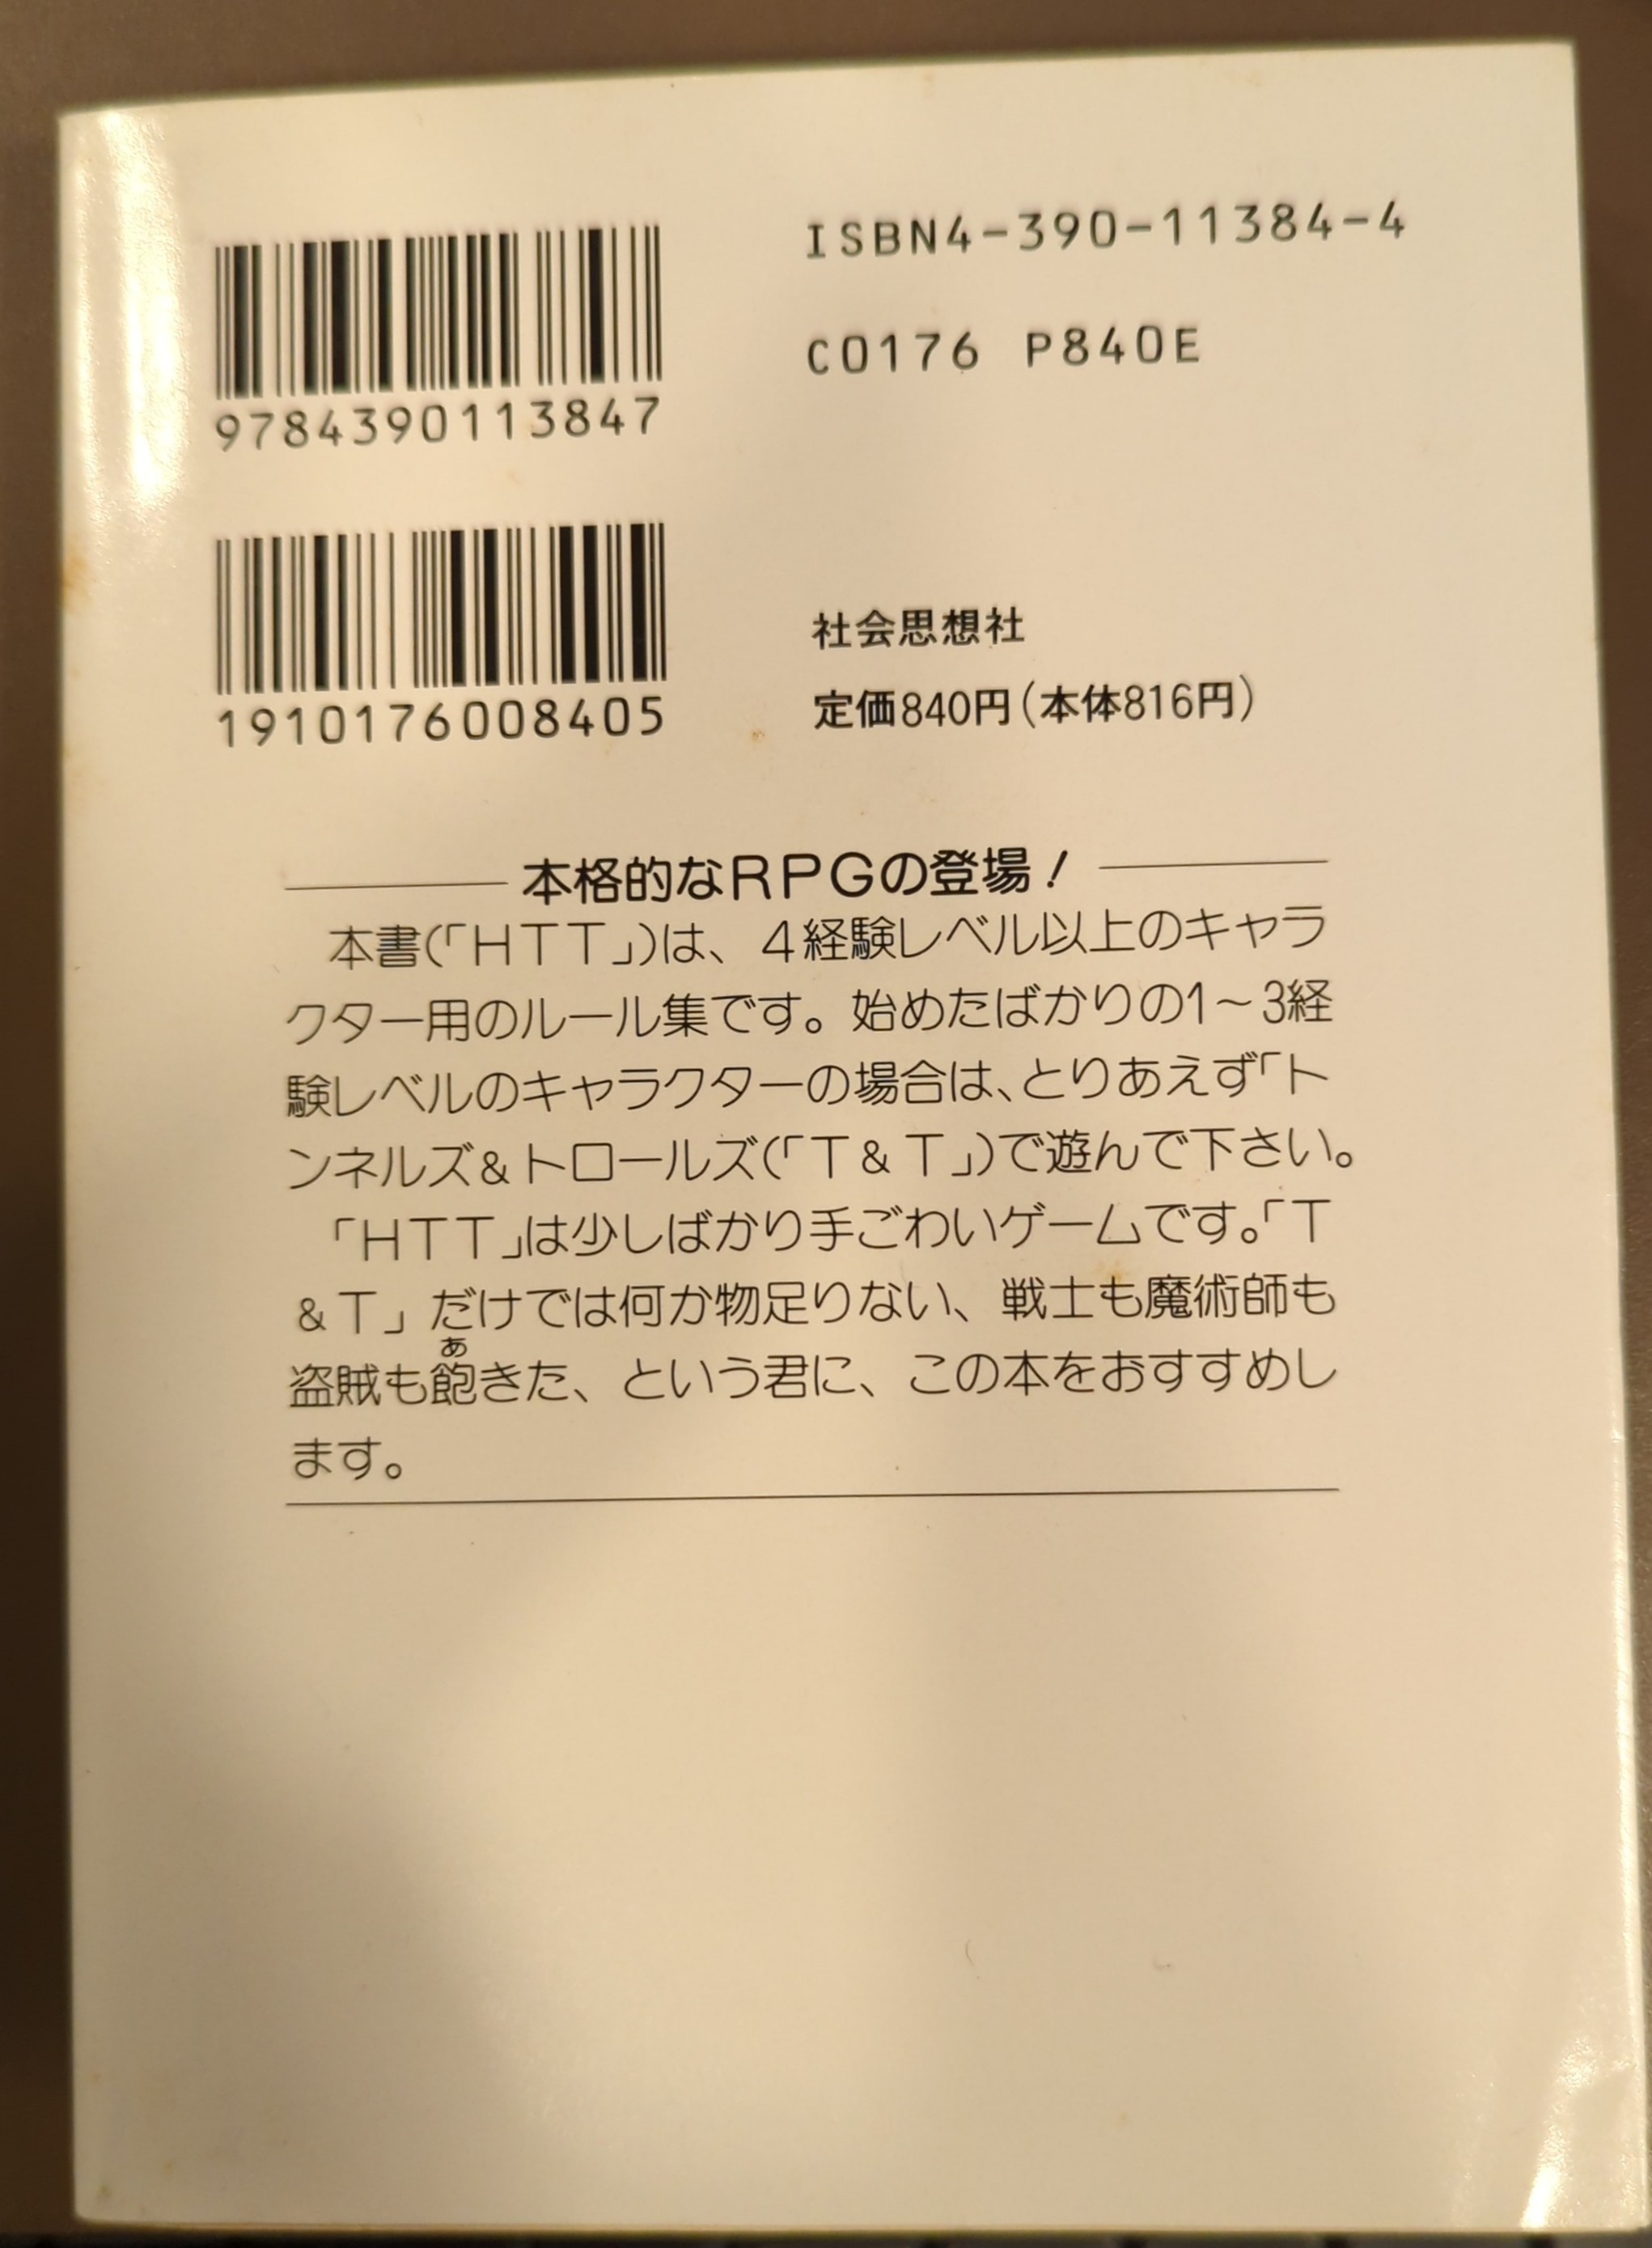 ISBN4-390-11384-4
C0176 P840E
9784390113847
1910176008405
社会思想社
定価840円(本体816円)
本格的なRPGの登場！
本書(「HTT」)は、4経験レベル以上のキャラ
クター用のルール集です。始めたばかりの1～3経
験レベルのキャラクターの場合は、とりあえず「ト
ンネルズ&トロールズ(「T&T」)で遊んで下さい。
「HTT」は少しばかり手ごわいゲームです。「T
&T」だけでは何か物足りない、戦士も魔術師も
あ
盗賊も飽きた、という君に、この本をおすすめし
ます。